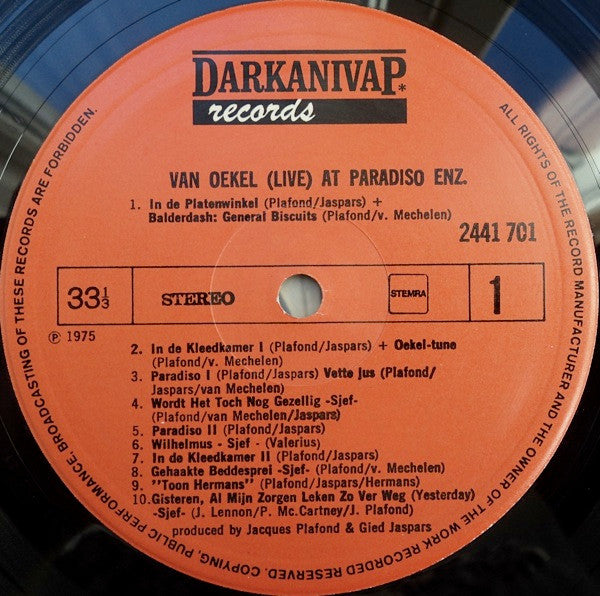 DARKANIVAP.*
records
VAN OEKEL (LIVE) AT PARADISO ENZ.
1. In de Platenwinkel (Plafond/Jaspars) +
Balderdash: General Biscuits (Plafond/v. Mechelen)
2441 701
33⅓ STEREO STEMRA 1
℗ 1975
2. In de Kleedkamer I (Plafond/Jaspars) + Oekel-tune
(Plafond/v. Mechelen)
3. Paradiso I (Plafond/Jaspars) Vette jus (Plafond/
Jaspars/van Mechelen)
4. Wordt Het Toch Nog Gezellig -Sjef-
(Plafond/van Mechelen/Jaspars)
5. Paradiso II (Plafond/Jaspars)
6. Wilhelmus - Sjef - (Valerius)
7. In de Kleedkamer II (Plafond/Jaspars)
8. Gehaakte Beddesprei -Sjef- (Plafond/v. Mechelen)
9. ''Toon Hermans'' (Plafond/Jaspars/Hermans)
10. Gisteren, Al Mijn Zorgen Leken Zo Ver Weg (Yesterday)
-Sjef- (J. Lennon/P. Mc.Cartney/J. Plafond)
produced by Jacques Plafond & Gied Jaspars
ALL RIGHTS OF THE RECORD MANUFACTURER AND THE OWNER OF THE WORK RECORDED RESERVED. COPYING, PUBLIC PERFORMANCE, BROADCASTING OF THESE RECORDS ARE FORBIDDEN.